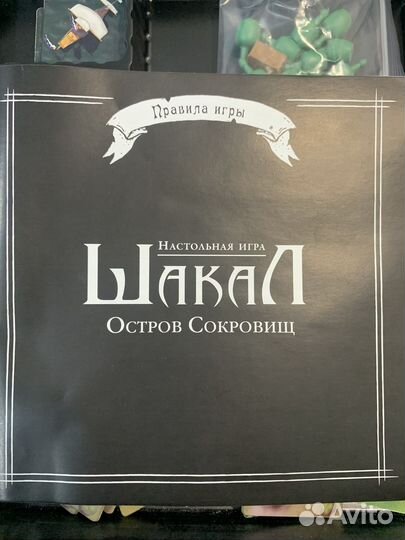 Правила игры
Настольная игра
Шакал
Остров Сокровищ
Avito